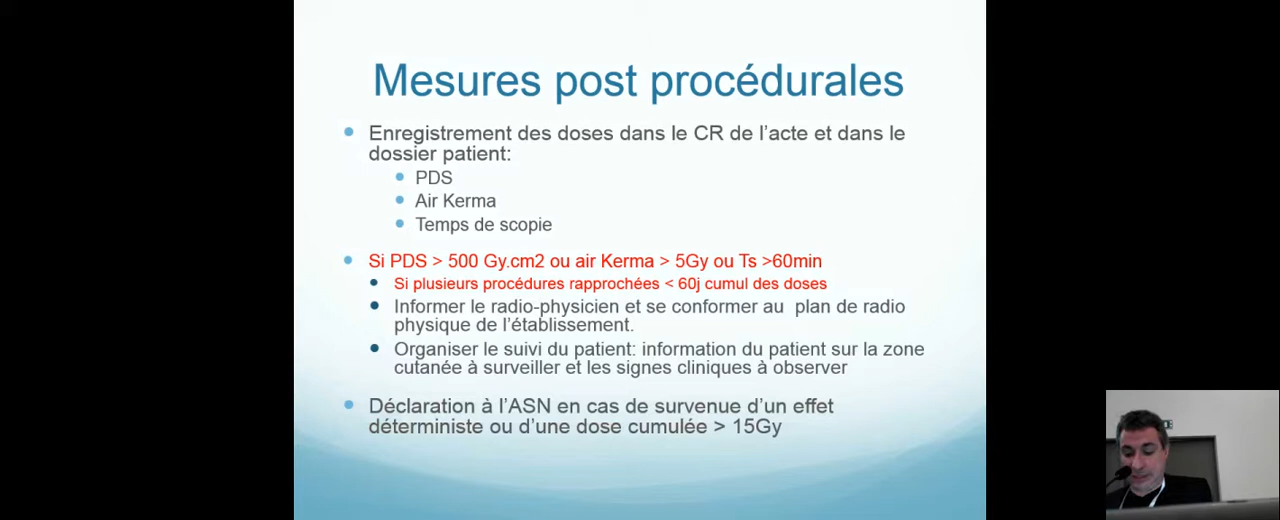 Mesures post procédurales
Enregistrement des doses dans le CR de l'acte et dans le
dossier patient:
PDS
Air Kerma
Temps de scopie
Si PDS > 500 Gy.cm2 ou air Kerma > 5Gy ou Ts >60min
Si plusieurs procédures rapprochées < 60j cumul des doses
Informer le radio-physicien et se conformer au  plan de radio
physique de l'établissement.
Organiser le suivi du patient: information du patient sur la zone
cutanée à surveiller et les signes cliniques à observer
Déclaration à l'ASN en cas de survenue d'un effet
déterministe ou d'une dose cumulée > 15Gy